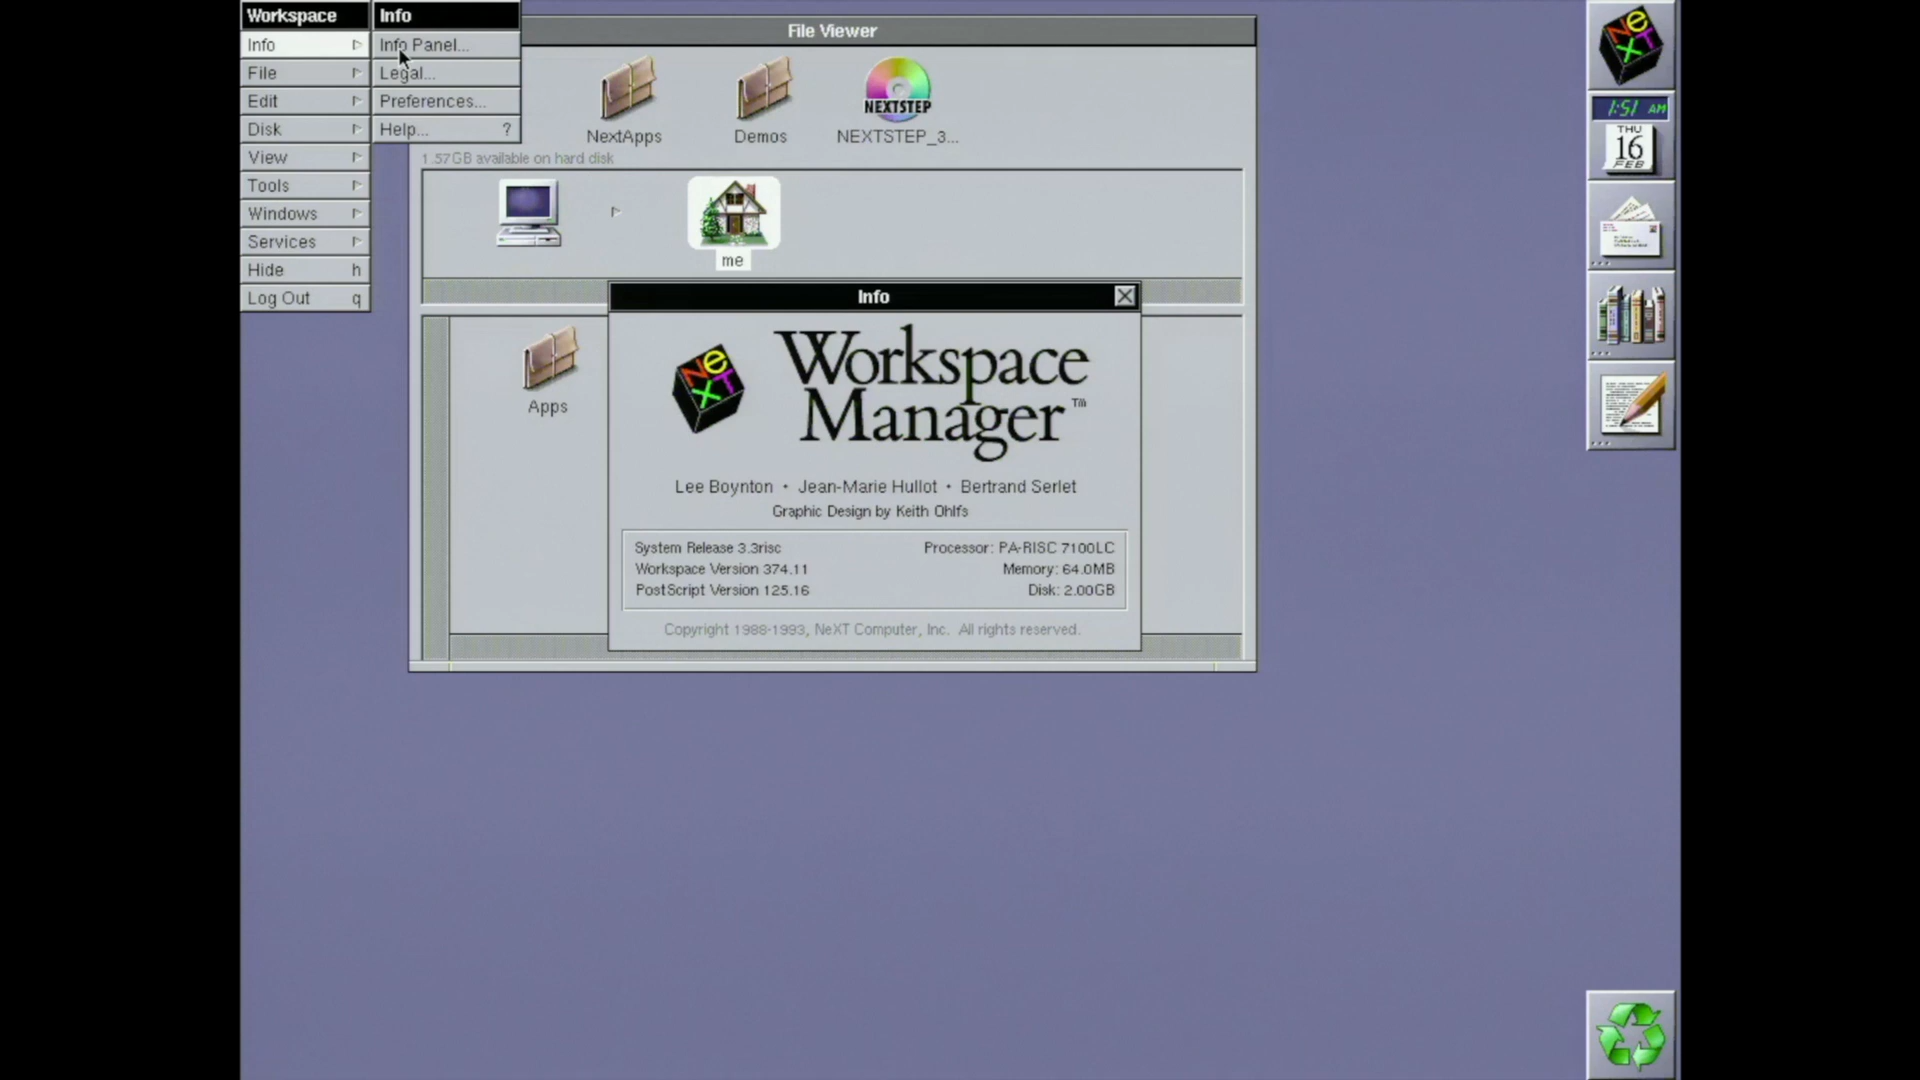 Workspace
Info
File
Edit
Disk
View
Tools
Windows
Services
Hide h
Log Out q
Info
Info Panel...
Legal...
Preferences...
Help... ?
File Viewer
NextApps
Demos
NEXTSTEP
NEXTSTEP_3...
1.57GB available on hard disk
me
Apps
Info
NeXT
Workspace
Manager™
Lee Boynton • Jean-Marie Hullot • Bertrand Serlet
Graphic Design by Keith Ohlfs
System Release 3.3risc
Processor: PA-RISC 7100LC
Workspace Version 374.11
Memory: 64.0MB
PostScript Version 125.16
Disk: 2.00GB
Copyright 1988-1993, NeXT Computer, Inc. All rights reserved.
NeXT
1:51 AM
THU
16
FEB